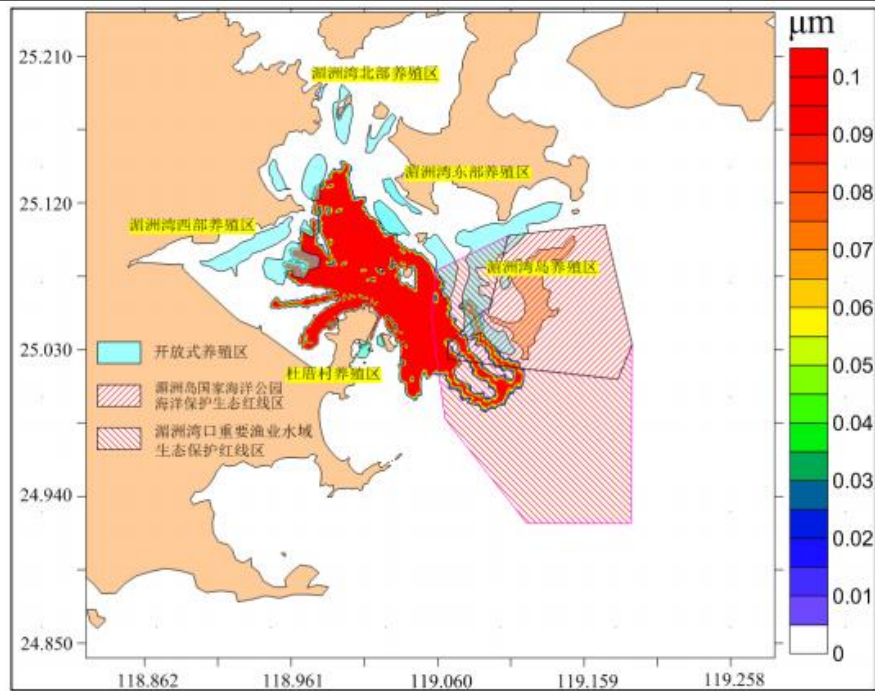 μm
25.210
25.120
25.030
24.940
24.850
118.862
118.961
119.060
119.159
119.258
湄洲湾北部养殖区
湄洲湾东部养殖区
湄洲湾西部养殖区
湄洲湾岛养殖区
杜厝村养殖区
开放式养殖区
湄洲岛国家海洋公园
海洋保护生态红线区
湄洲湾口重要渔业水域
生态保护红线区
0.1
0.09
0.08
0.07
0.06
0.05
0.04
0.03
0.02
0.01
0